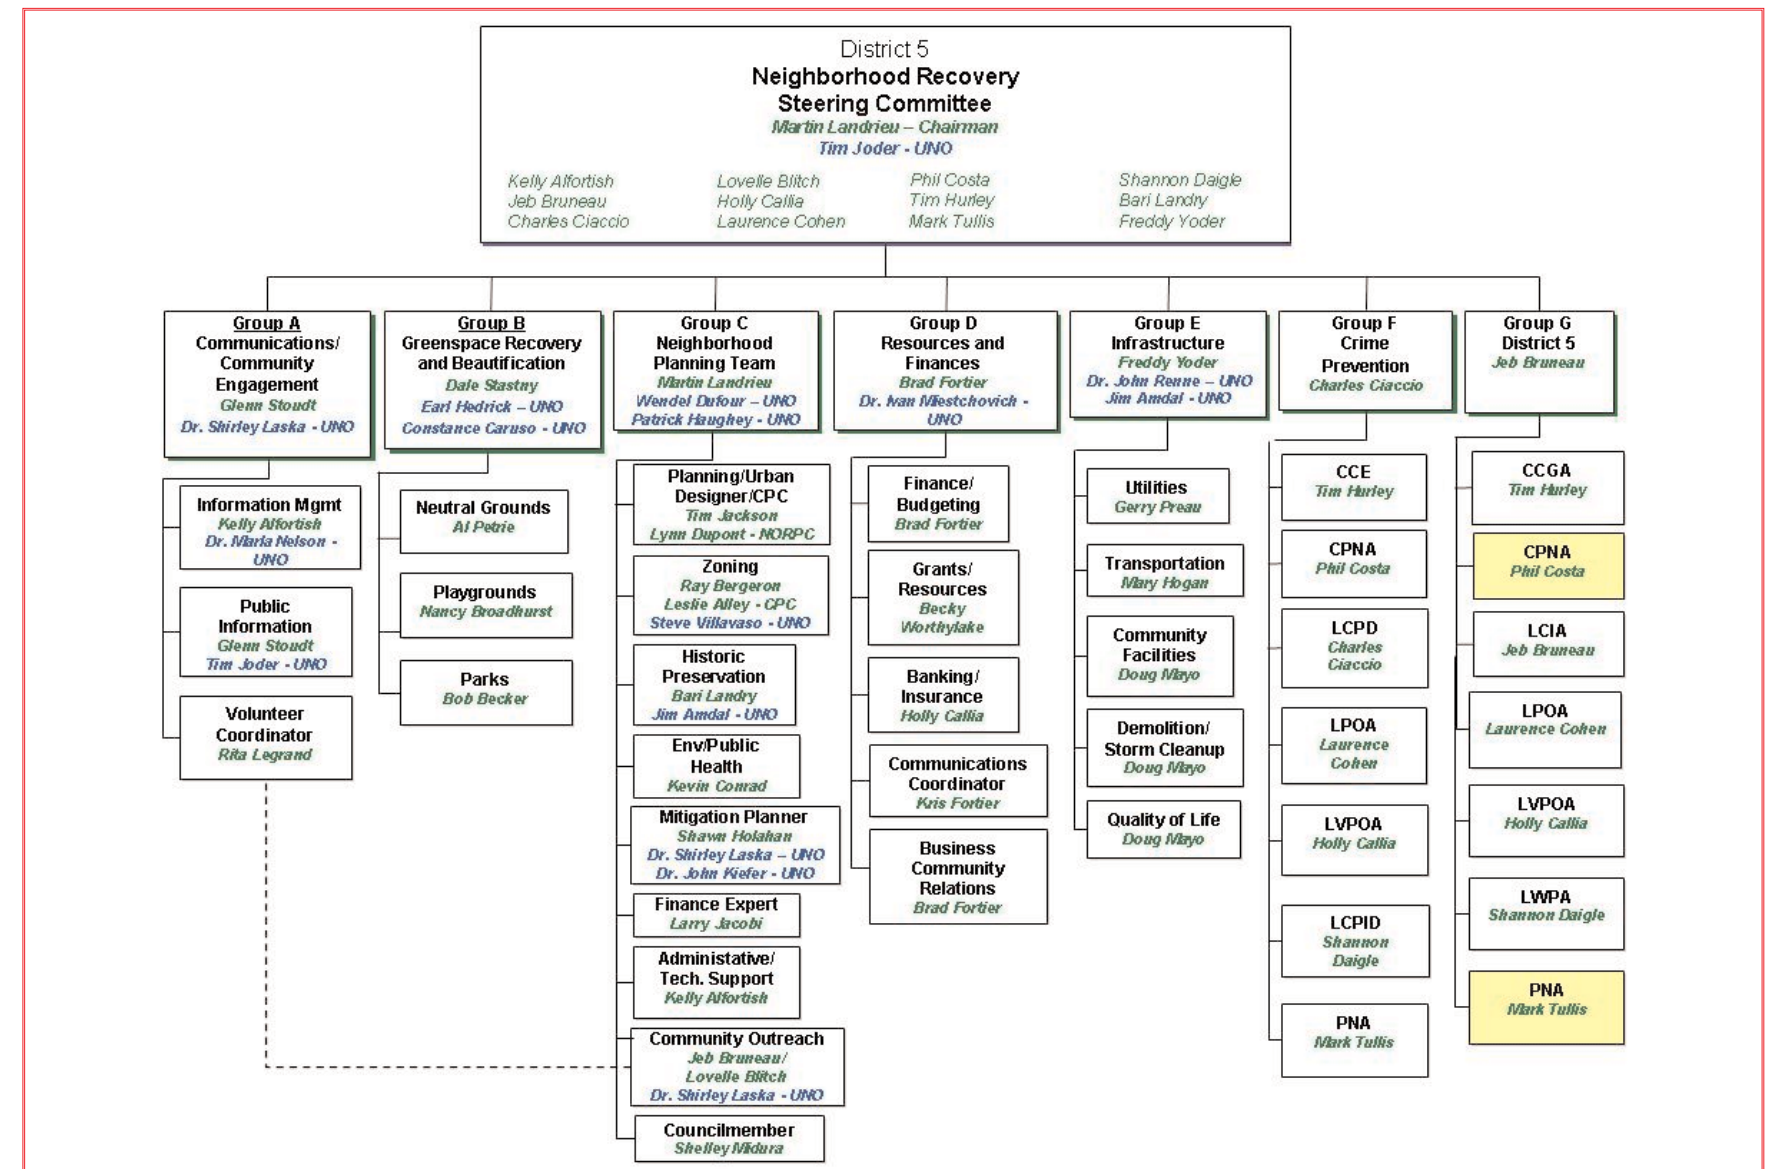 District 5
Neighborhood Recovery
Steering Committee
Martin Landrieu – Chairman
Tim Joder - UNO
Kelly Alfortish
Jeb Bruneau
Charles Ciaccio
Lovelle Blitch
Holly Callia
Laurence Cohen
Phil Costa
Tim Hurley
Mark Tullis
Shannon Daigle
Bari Landry
Freddy Yoder
Group A
Communications/
Community
Engagement
Glenn Stoudt
Dr. Shirley Laska - UNO
Information Mgmt
Kelly Alfortish
Dr. Marla Nelson -
UNO
Public
Information
Glenn Stoudt
Tim Joder - UNO
Volunteer
Coordinator
Rita Legrand
Group B
Greenspace Recovery
and Beautification
Dale Stastny
Earl Hedrick – UNO
Constance Caruso - UNO
Neutral Grounds
Al Petrie
Playgrounds
Nancy Broadhurst
Parks
Bob Becker
Group C
Neighborhood
Planning Team
Martin Landrieu
Wendel Dufour – UNO
Patrick Haughey - UNO
Planning/Urban
Designer/CPC
Tim Jackson
Lynn Dupont - NORPC
Zoning
Ray Bergeron
Leslie Alley - CPC
Steve Villavaso - UNO
Historic
Preservation
Bari Landry
Jim Amdal - UNO
Env/Public
Health
Kevin Conrad
Mitigation Planner
Shawn Holahan
Dr. Shirley Laska – UNO
Dr. John Kiefer - UNO
Finance Expert
Larry Jacobi
Administative/
Tech. Support
Kelly Alfortish
Community Outreach
Jeb Bruneau/
Lovelle Blitch
Dr. Shirley Laska - UNO
Councilmember
Shelley Midura
Group D
Resources and
Finances
Brad Fortier
Dr. Ivan Miestchovich -
UNO
Finance/
Budgeting
Brad Fortier
Grants/
Resources
Becky
Worthylake
Banking/
Insurance
Holly Callia
Communications
Coordinator
Kris Fortier
Business
Community
Relations
Brad Fortier
Group E
Infrastructure
Freddy Yoder
Dr. John Renne – UNO
Jim Amdal - UNO
Utilities
Gerry Preau
Transportation
Mary Hogan
Community
Facilities
Doug Mayo
Demolition/
Storm Cleanup
Doug Mayo
Quality of Life
Doug Mayo
Group F
Crime
Prevention
Charles Ciaccio
CCE
Tim Hurley
CPNA
Phil Costa
LCPD
Charles
Ciaccio
LPOA
Laurence
Cohen
LVPOA
Holly Callia
LCPID
Shannon
Daigle
PNA
Mark Tullis
Group G
District 5
Jeb Bruneau
CCGA
Tim Hurley
CPNA
Phil Costa
LCIA
Jeb Bruneau
LPOA
Laurence Cohen
LVPOA
Holly Callia
LWPA
Shannon Daigle
PNA
Mark Tullis